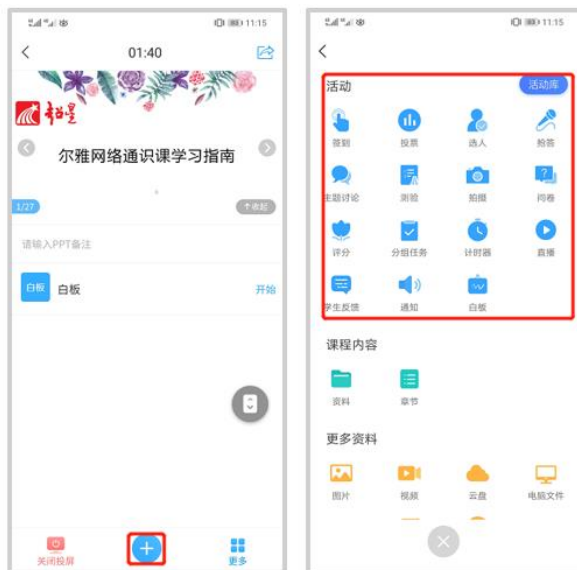 11:15
01:40
超星
尔雅网络通识课学习指南
1/27
收起
请输入PPT备注
白板
白板
开始
关闭投屏
更多
11:15
活动
活动库
签到
投票
选人
抢答
主题讨论
测验
拍摄
问卷
评分
分组任务
计时器
直播
学生反馈
通知
白板
课程内容
资料
章节
更多资料
图片
视频
云盘
电脑文件